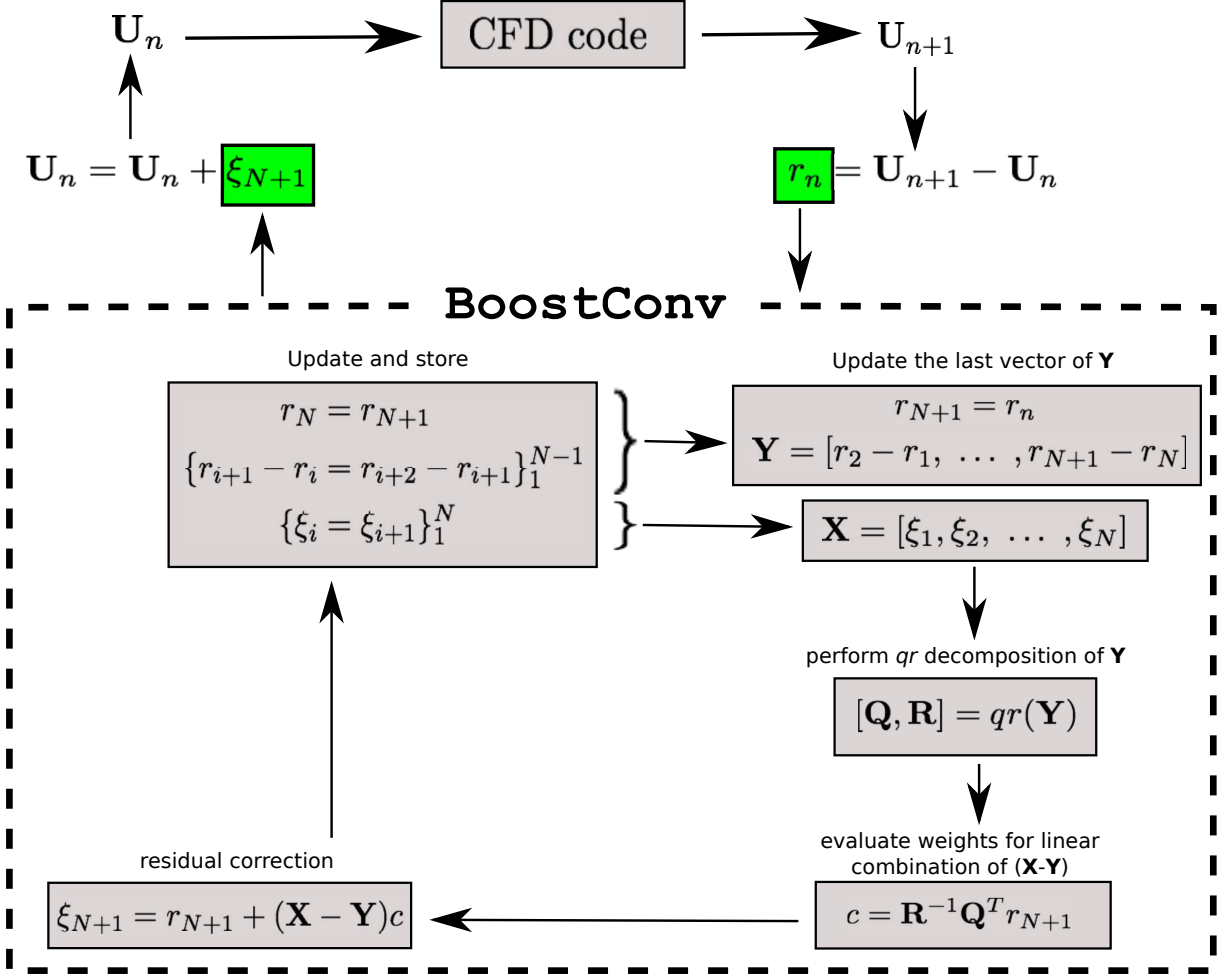 U_n
CFD code
U_{n+1}
U_n = U_n + ξ_{N+1}
r_n = U_{n+1} − U_n
BoostConv
Update and store
r_N = r_{N+1}
{r_{i+1} − r_i = r_{i+2} − r_{i+1}}_1^{N−1}
{ξ_i = ξ_{i+1}}_1^N
Update the last vector of Y
r_{N+1} = r_n
Y = [r_2 − r_1, ... , r_{N+1} − r_N]
X = [ξ_1, ξ_2, ... , ξ_N]
perform qr decomposition of Y
[Q, R] = qr(Y)
evaluate weights for linear
combination of (X-Y)
c = R^{−1}Q^T r_{N+1}
residual correction
ξ_{N+1} = r_{N+1} + (X − Y)c